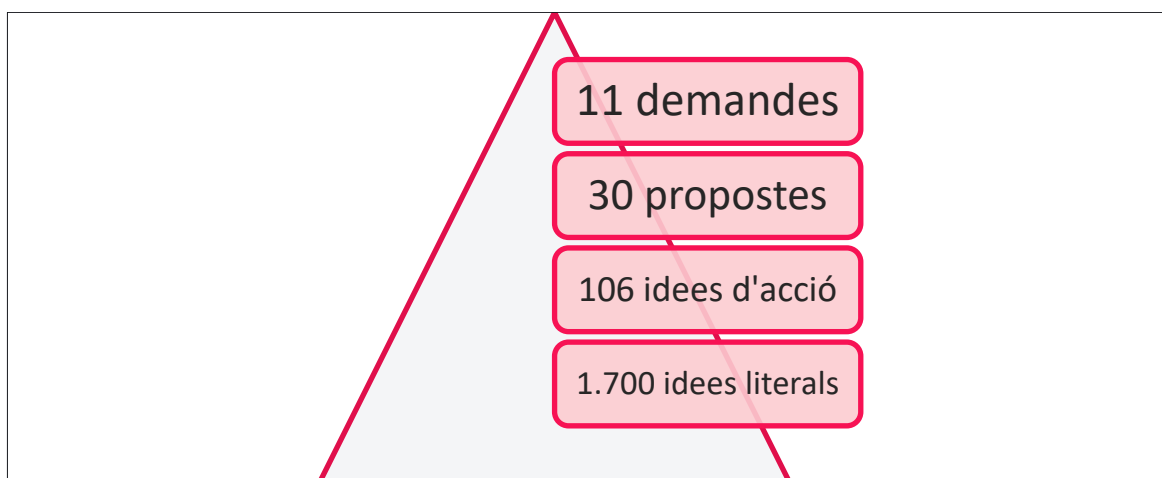 11 demandes
30 propostes
106 idees d'acció
1.700 idees literals